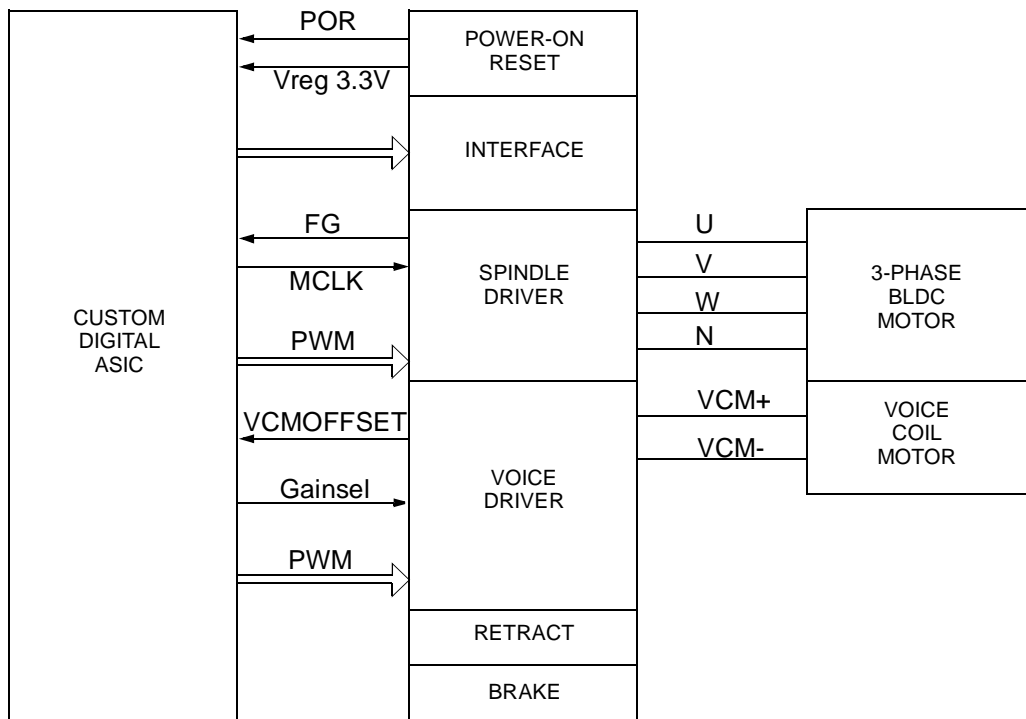 POR
Vreg 3.3V
POWER-ON
RESET
INTERFACE
FG
MCLK
PWM
SPINDLE
DRIVER
U
V
W
N
3-PHASE
BLDC
MOTOR
CUSTOM
DIGITAL
ASIC
VCMOFFSET
Gainsel
PWM
VOICE
DRIVER
VCM+
VCM-
VOICE
COIL
MOTOR
RETRACT
BRAKE